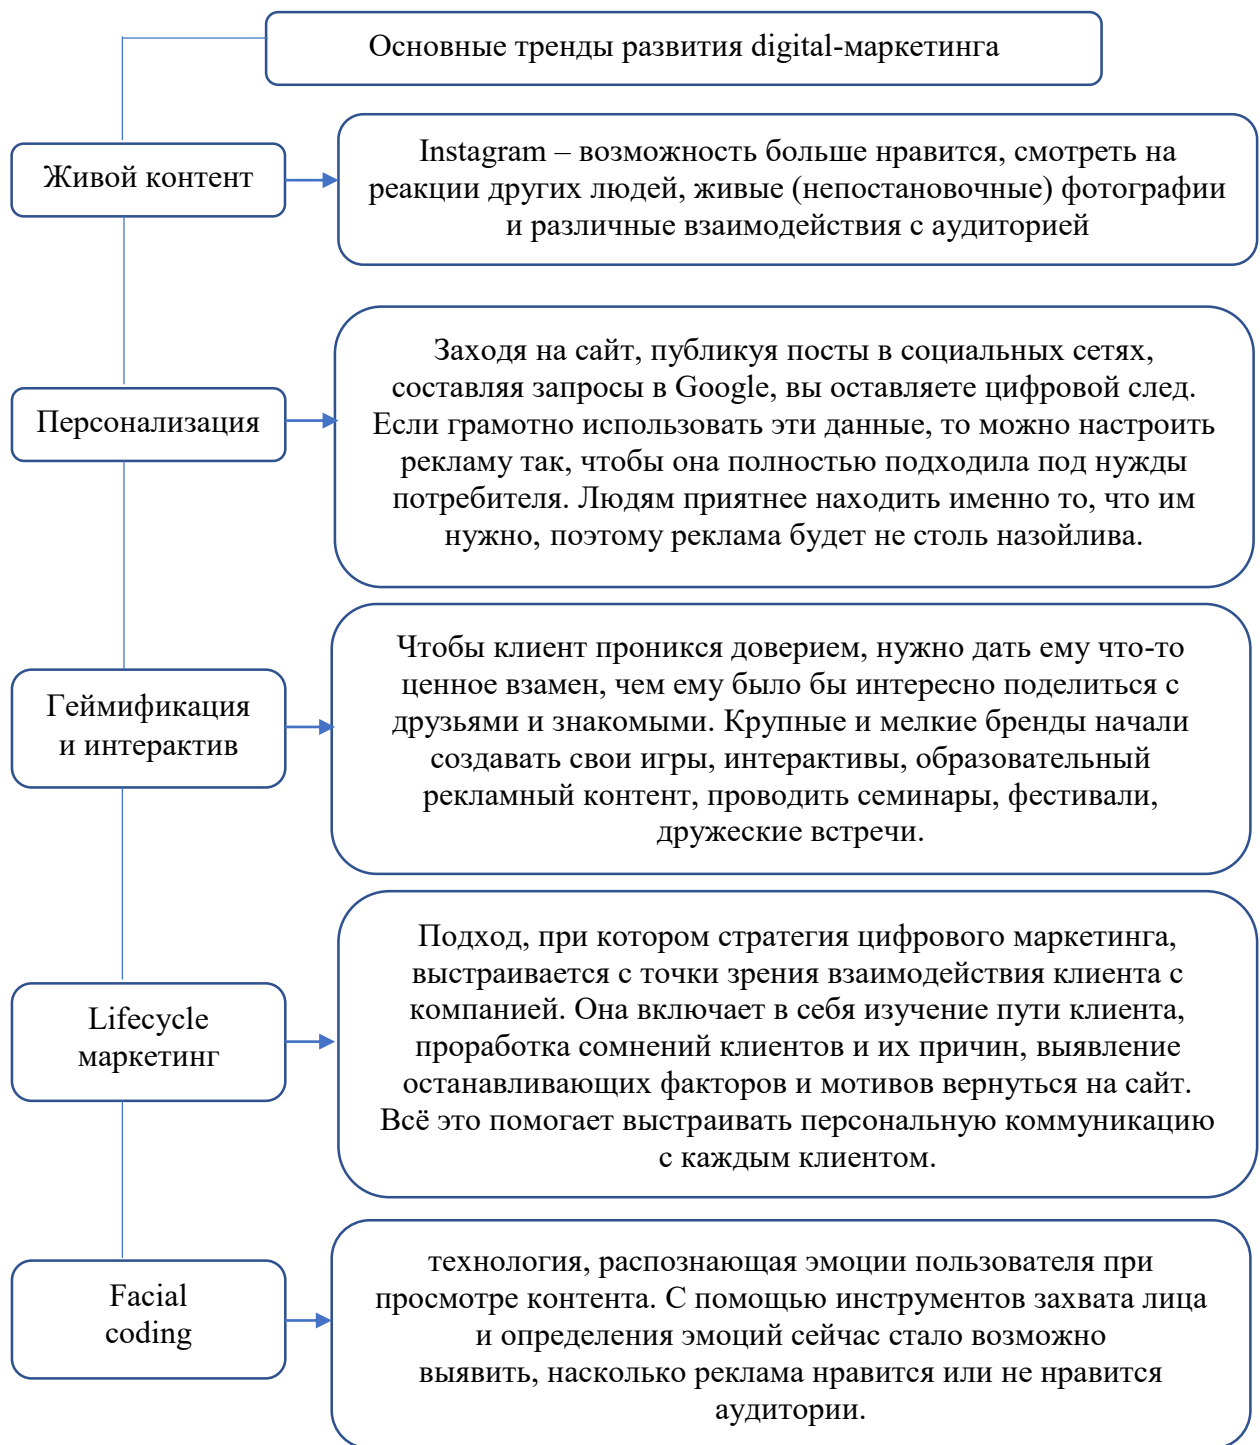 Основные тренды развития digital-маркетинга
Живой контент
Instagram – возможность больше нравится, смотреть на
реакции других людей, живые (непостановочные) фотографии
и различные взаимодействия с аудиторией
Персонализация
Заходя на сайт, публикуя посты в социальных сетях,
составляя запросы в Google, вы оставляете цифровой след.
Если грамотно использовать эти данные, то можно настроить
рекламу так, чтобы она полностью подходила под нужды
потребителя. Людям приятнее находить именно то, что им
нужно, поэтому реклама будет не столь назойлива.
Геймификация
и интерактив
Чтобы клиент проникся доверием, нужно дать ему что-то
ценное взамен, чем ему было бы интересно поделиться с
друзьями и знакомыми. Крупные и мелкие бренды начали
создавать свои игры, интерактивы, образовательный
рекламный контент, проводить семинары, фестивали,
дружеские встречи.
Lifecycle
маркетинг
Подход, при котором стратегия цифрового маркетинга,
выстраивается с точки зрения взаимодействия клиента с
компанией. Она включает в себя изучение пути клиента,
проработка сомнений клиентов и их причин, выявление
останавливающих факторов и мотивов вернуться на сайт.
Всё это помогает выстраивать персональную коммуникацию
с каждым клиентом.
Facial
coding
технология, распознающая эмоции пользователя при
просмотре контента. С помощью инструментов захвата лица
и определения эмоций сейчас стало возможно
выявить, насколько реклама нравится или не нравится
аудитории.